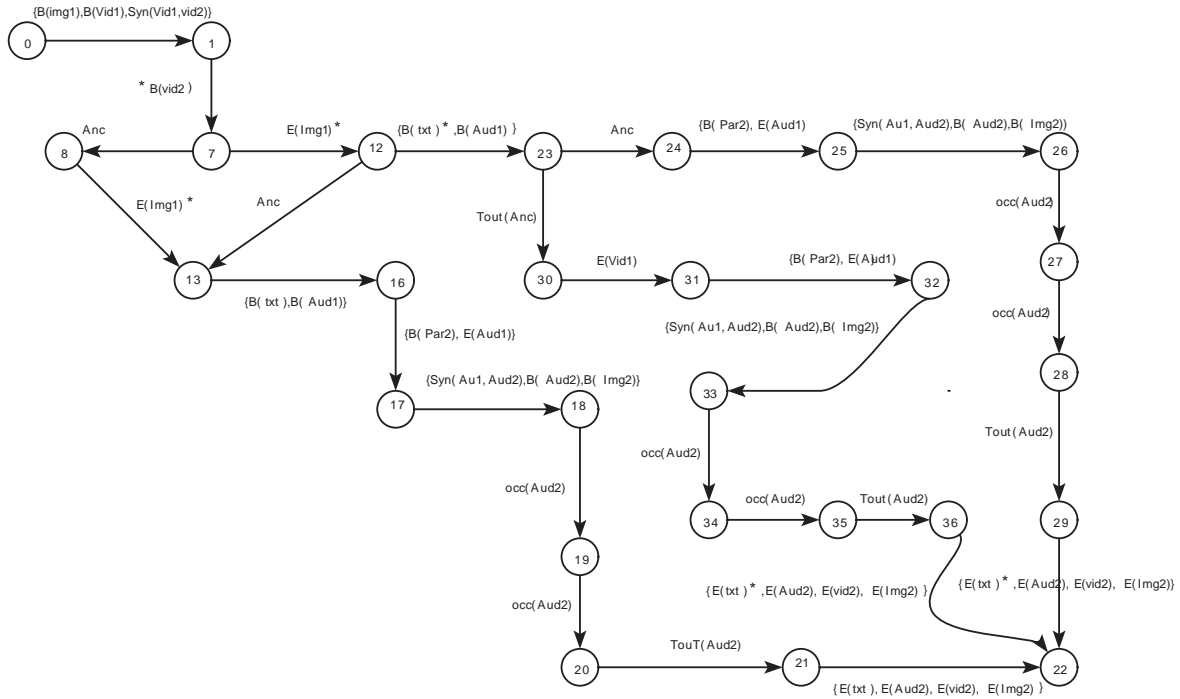 {B(img1),B(Vid1),Syn(Vid1,vid2)}
0
1
* B(vid2 )
Anc
E(Img1) *
{B( txt ) * ,B( Aud1) }
Anc
{B( Par2), E(Aud1)
{Syn( Au1, Aud2),B( Aud2),B( Img2))
8
7
12
23
24
25
26
E(Img1) *
Anc
Tout(Anc)
occ(Aud2)
E(Vid1)
{B( Par2), E(Aud1)
27
13
16
30
31
32
{B( txt ),B( Aud1)}
occ(Aud2)
{B( Par2), E(Aud1)}
{Syn( Au1, Aud2),B( Aud2),B( Img2)}
28
{Syn( Au1, Aud2),B( Aud2),B( Img2)}
33
17
18
Tout(Aud2)
occ(Aud2)
occ(Aud2)
occ(Aud2)
Tout(Aud2)
34
35
36
29
19
{E(txt ) * ,E(Aud2), E(vid2), E(Img2) }
{E(txt ) * ,E(Aud2), E(vid2), E(Img2)}
occ(Aud2)
TouT(Aud2)
20
21
22
{E(txt ), E(Aud2), E(vid2), E(Img2) }